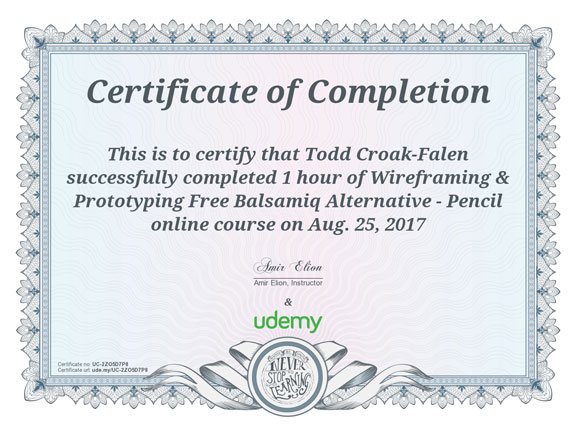 Certificate of Completion
This is to certify that Todd Croak-Falen
successfully completed 1 hour of Wireframing &
Prototyping Free Balsamiq Alternative - Pencil
online course on Aug. 25, 2017
Amir Elion
Amir Elion, Instructor
&
udemy
Certificate no: UC-2ZO5D7P8
Certificate url: ude.my/UC-2ZO5D7P8
NEVER
STOP
LEARNING